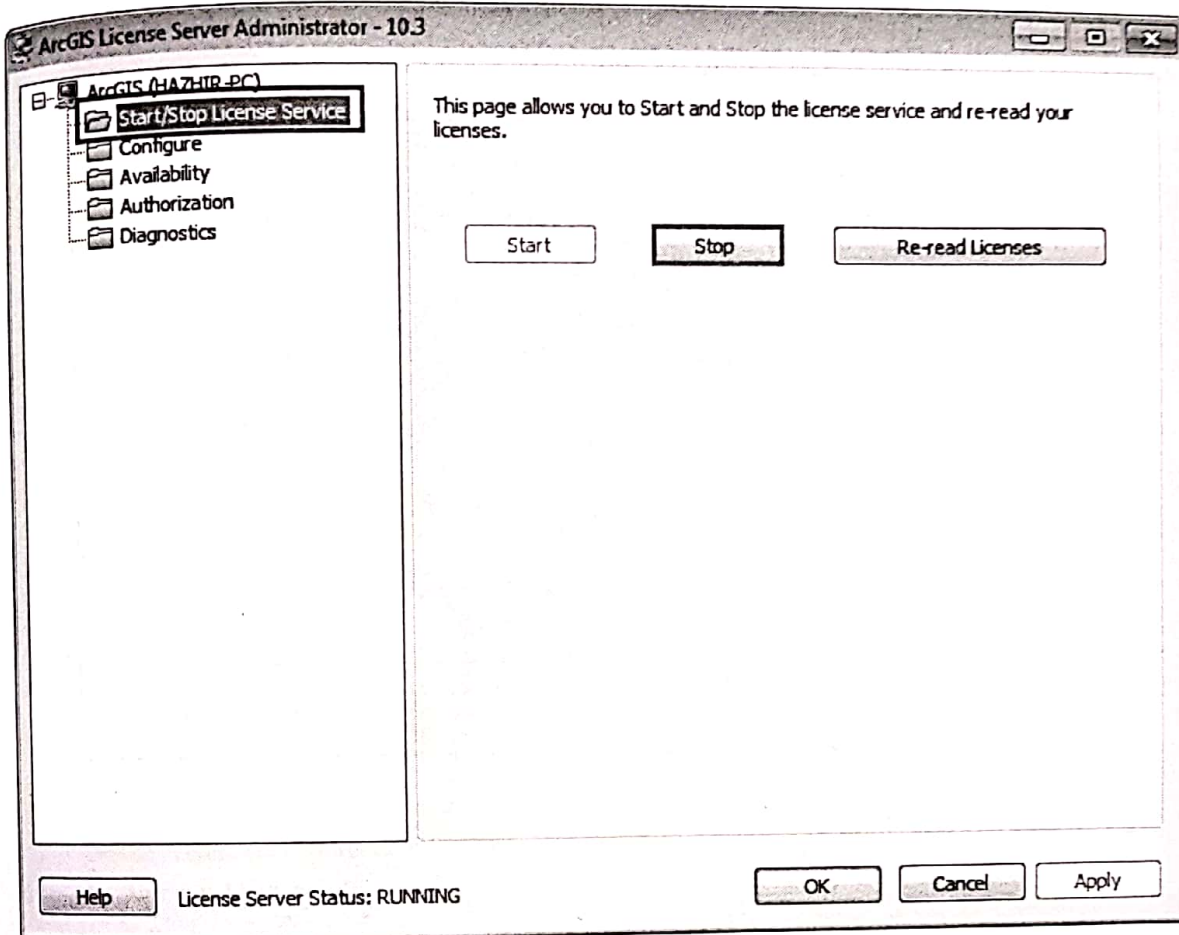 ArcGIS License Server Administrator - 10.3
ArcGIS (HAZHIR-PC)
Start/Stop License Service
Configure
Availability
Authorization
Diagnostics
This page allows you to Start and Stop the license service and re-read your
licenses.
Start
Stop
Re-read Licenses
Help
License Server Status: RUNNING
OK
Cancel
Apply